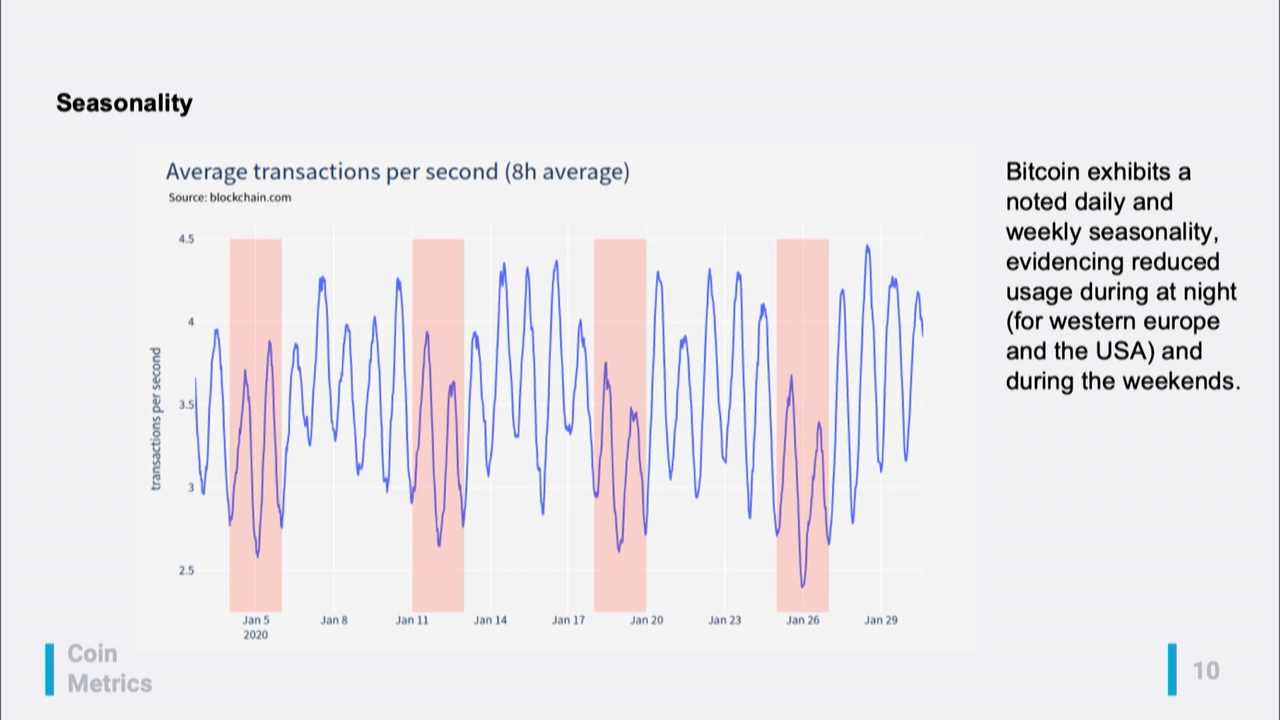 Seasonality
Average transactions per second (8h average)
Source: blockchain.com
4.5
4
3.5
3
2.5
transactions per second
Jan 5
2020
Jan 8
Jan 11
Jan 14
Jan 17
Jan 20
Jan 23
Jan 26
Jan 29
Bitcoin exhibits a
noted daily and
weekly seasonality,
evidencing reduced
usage during at night
(for western europe
and the USA) and
during the weekends.
Coin
Metrics
10